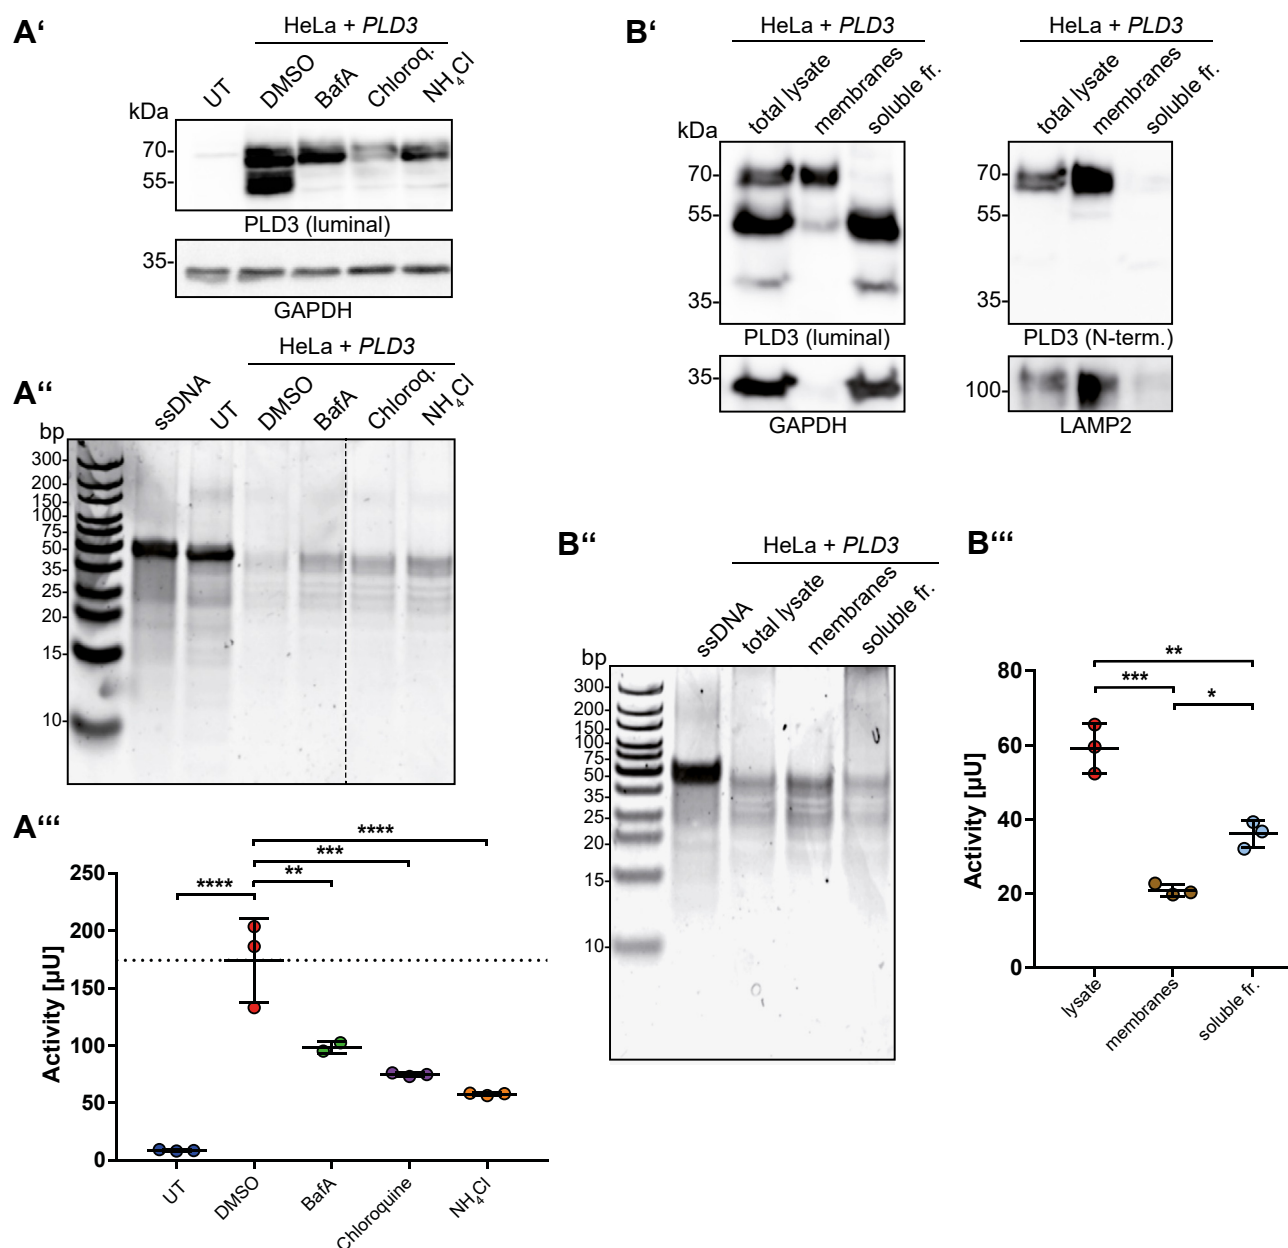 A‘
HeLa + PLD3
UT
DMSO
BafA
Chloroq.
NH4Cl
kDa
70-
55-
PLD3 (luminal)
35-
GAPDH
B‘
HeLa + PLD3
total lysate
membranes
soluble fr.
kDa
70-
55-
35-
PLD3 (luminal)
35-
GAPDH
HeLa + PLD3
total lysate
membranes
soluble fr.
70-
55-
35-
PLD3 (N-term.)
100-
LAMP2
A“
HeLa + PLD3
ssDNA
UT
DMSO
BafA
Chloroq.
NH4Cl
bp
300-
200-
150-
100-
75-
50-
35-
25-
20-
15-
10-
B“
HeLa + PLD3
ssDNA
total lysate
membranes
soluble fr.
bp
300-
200-
150-
100-
75-
50-
35-
25-
20-
15-
10-
A“‘
****
***
**
****
250
200
150
100
50
0
Activity [µU]
UT
DMSO
BafA
Chloroquine
NH4Cl
B“‘
**
***
*
80
60
40
20
0
Activity [µU]
lysate
membranes
soluble fr.